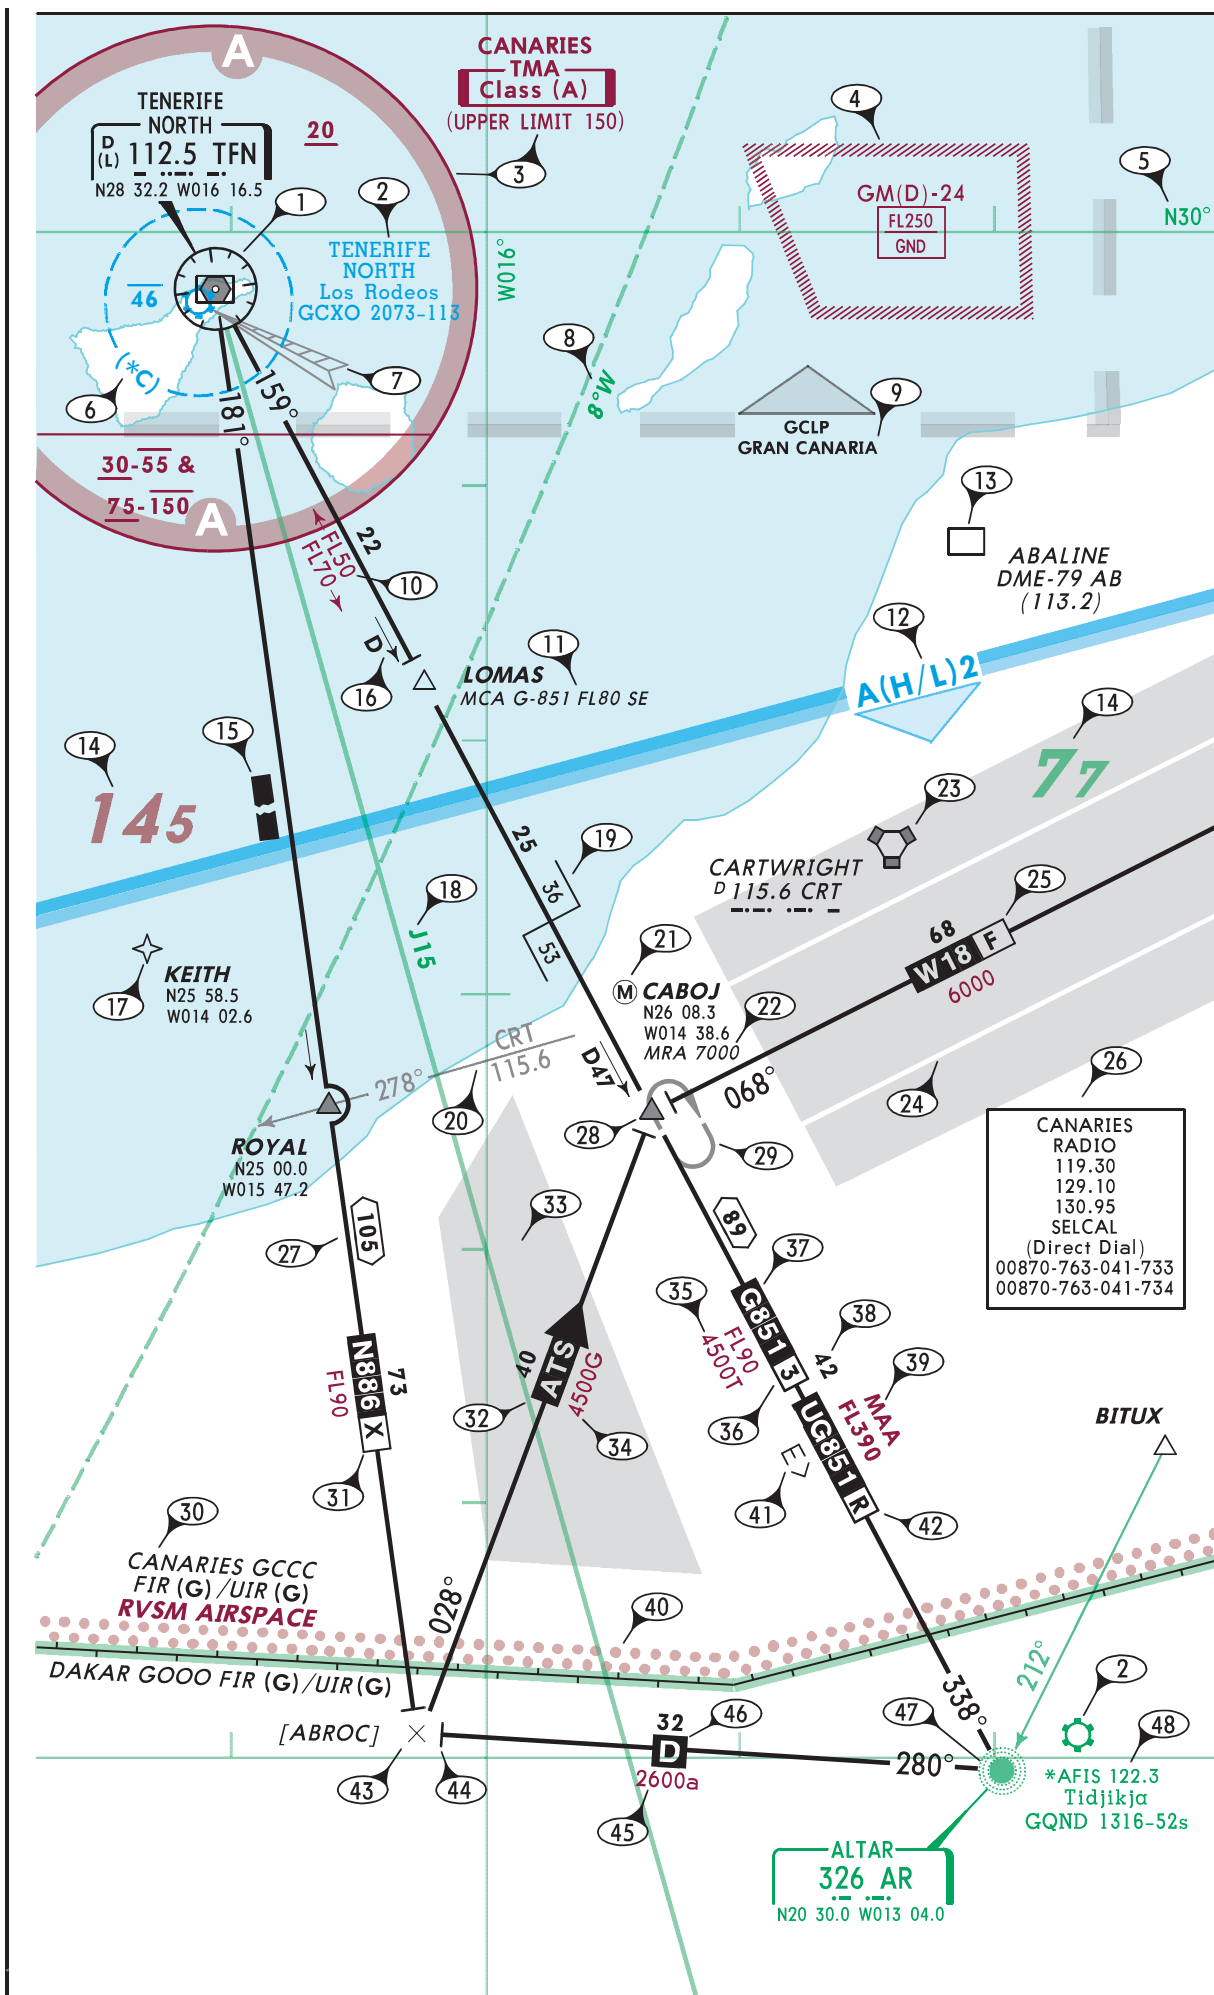 A
CANARIES
TMA
Class (A)
(UPPER LIMIT 150)
3
TENERIFE
NORTH
D
(L) 112.5 TFN
N28 32.2 W016 16.5
20
1
2
4
5
N30°
GM(D)-24
FL250
GND
W016°
TENERIFE
NORTH
Los Rodeos
GCXO 2073-113
46
(*C)
6
7
8
8°W
9
GCLP
GRAN CANARIA
181°
159°
30-55 &
75-150
A
22
FL50
FL70
10
13
ABALINE
DME-79 AB
(113.2)
D
16
11
LOMAS
MCA G-851 FL80 SE
12
A(H/L)2
14
145
15
14
77
25
19
36
53
23
CARTWRIGHT
D 115.6 CRT
25
68
W18 F
6000
18
J15
17
KEITH
N25 58.5
W014 02.6
21
M CABOJ
N26 08.3
W014 38.6
MRA 7000
22
CRT
115.6
278°
20
D47
068°
24
26
28
29
ROYAL
N25 00.0
W015 47.2
CANARIES
RADIO
119.30
129.10
130.95
SELCAL
(Direct Dial)
00870-763-041-733
00870-763-041-734
27
105
33
89
37
35
FL90
4500T
G851 3
38
42
39
MAA
FL390
36
UG851 R
N886 X
73
FL90
40
ATS
4500G
32
34
41
E
42
BITUX
31
30
CANARIES GCCC
FIR (G) /UIR (G)
RVSM AIRSPACE
028°
40
DAKAR GOOO FIR (G) /UIR (G)
212°
338°
2
[ABROC]
43
44
32
D
2600a
46
45
280°
47
48
*AFIS 122.3
Tidjikja
GQND 1316-52s
ALTAR
326 AR
N20 30.0 W013 04.0